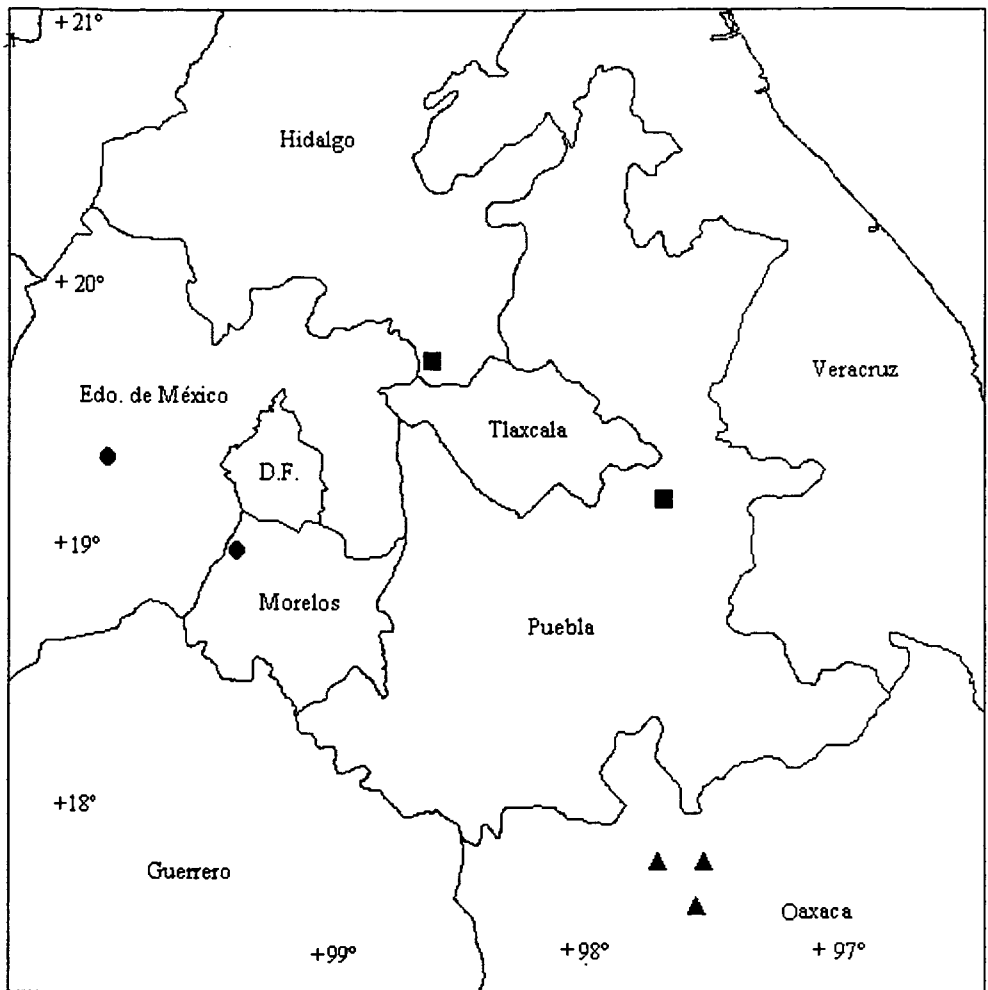 +21°
Hidalgo
+ 20°
Veracruz
Edo. de México
Tlaxcala
D.F.
+19°
Morelos
Puebla
+18°
Guerrero
Oaxaca
+99°
+98°
+ 97°